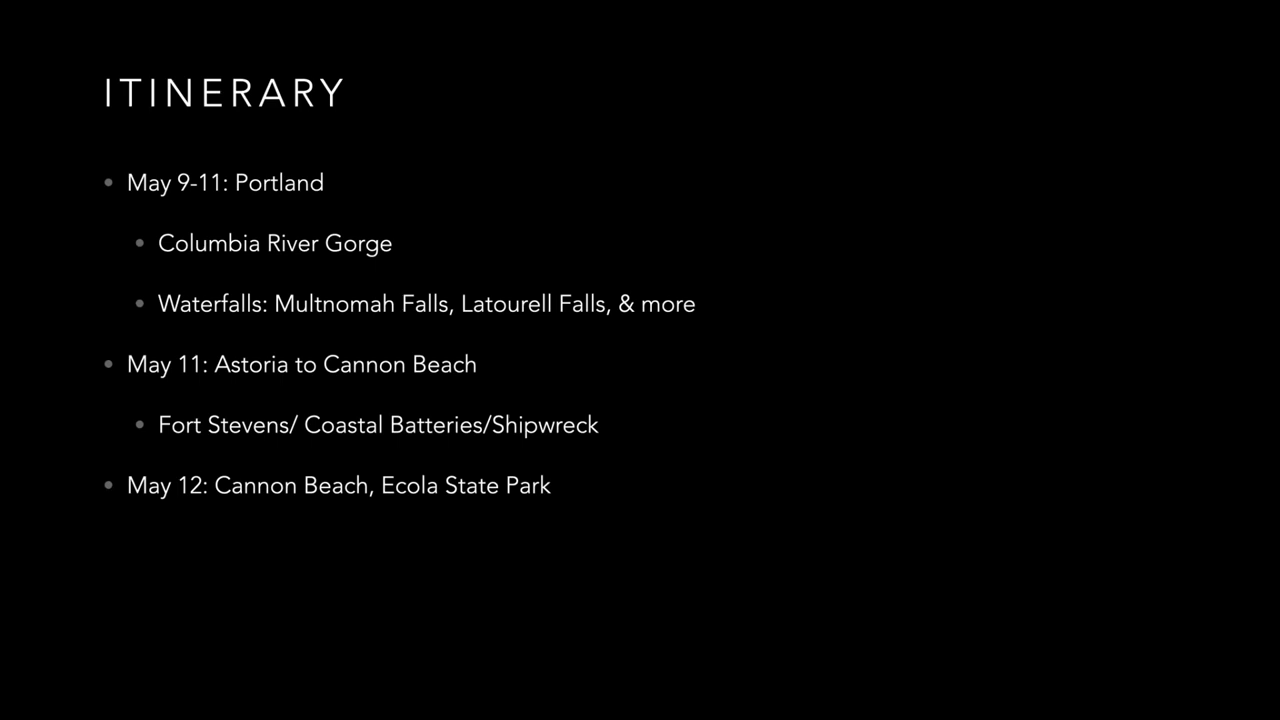 ITINERARY
• May 9-11: Portland
• Columbia River Gorge
• Waterfalls: Multnomah Falls, Latourell Falls, & more
• May 11: Astoria to Cannon Beach
• Fort Stevens/ Coastal Batteries/Shipwreck
• May 12: Cannon Beach, Ecola State Park